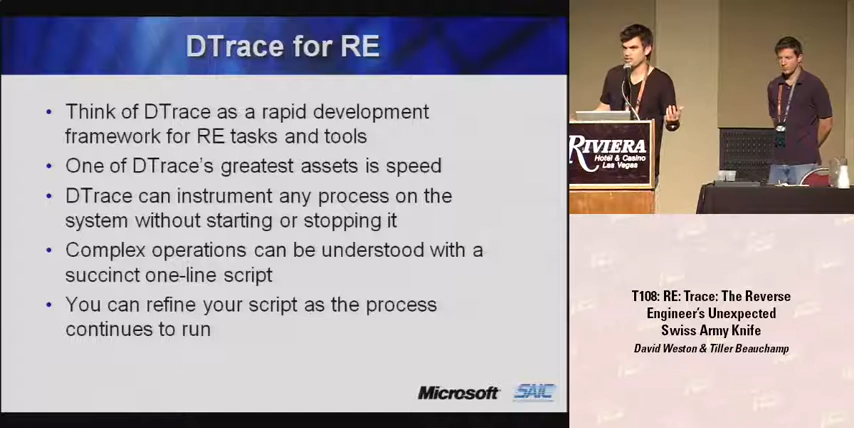 DTrace for RE
• Think of DTrace as a rapid development
framework for RE tasks and tools
• One of DTrace's greatest assets is speed
• DTrace can instrument any process on the
system without starting or stopping it
• Complex operations can be understood with a
succinct one-line script
• You can refine your script as the process
continues to run
Microsoft SAIC
RIVIERA
Hotel & Casino
Las Vegas
T108: RE: Trace: The Reverse
Engineer's Unexpected
Swiss Army Knife
David Weston & Tiller Beauchamp